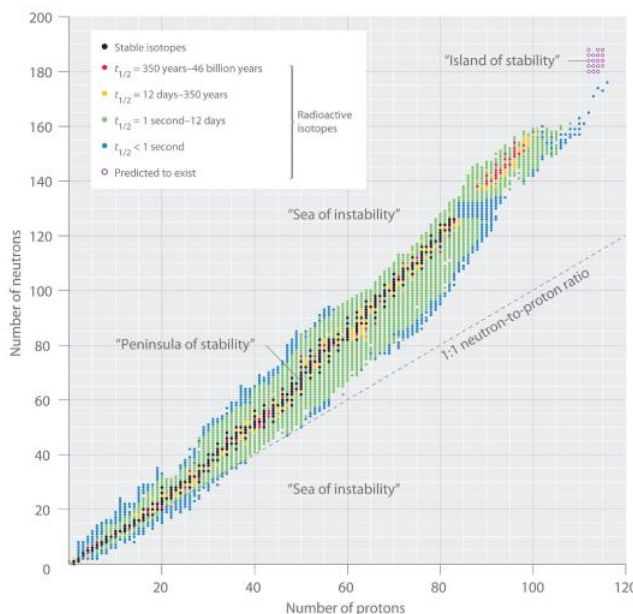 200
180
160
140
120
100
80
60
40
20
0
Number of neutrons
Stable isotopes
t1/2 = 350 years–46 billion years
t1/2 = 12 days–350 years
t1/2 = 1 second–12 days
t1/2 < 1 second
Predicted to exist
Radioactive
isotopes
“Island of stability”
“Sea of instability”
“Peninsula of stability”
1:1 neutron-to-proton ratio
“Sea of instability”
20
40
60
80
100
120
Number of protons